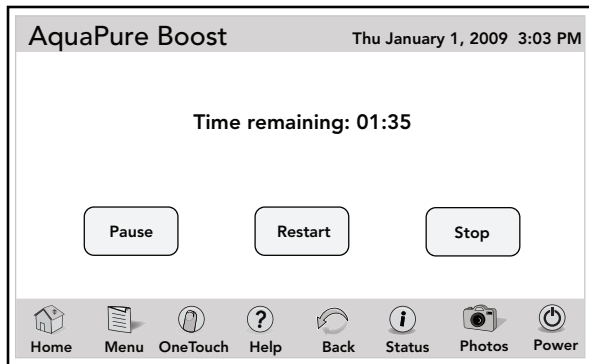 AquaPure Boost Thu January 1, 2009 3:03 PM
Time remaining: 01:35
Pause Restart Stop
Home Menu OneTouch Help Back Status Photos Power